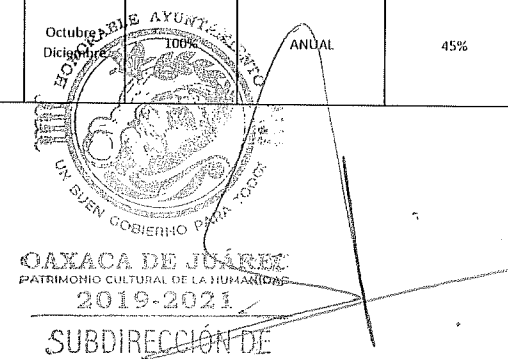 Octubre
Diciembre
100%
ANUAL
45%
HONORABLE AYUNTAMIENTO
UN BUEN GOBIERNO PARA TODOS
OAXACA DE JUÁREZ
PATRIMONIO CULTURAL DE LA HUMANIDAD
2019-2021
SUBDIRECCIÓN DE